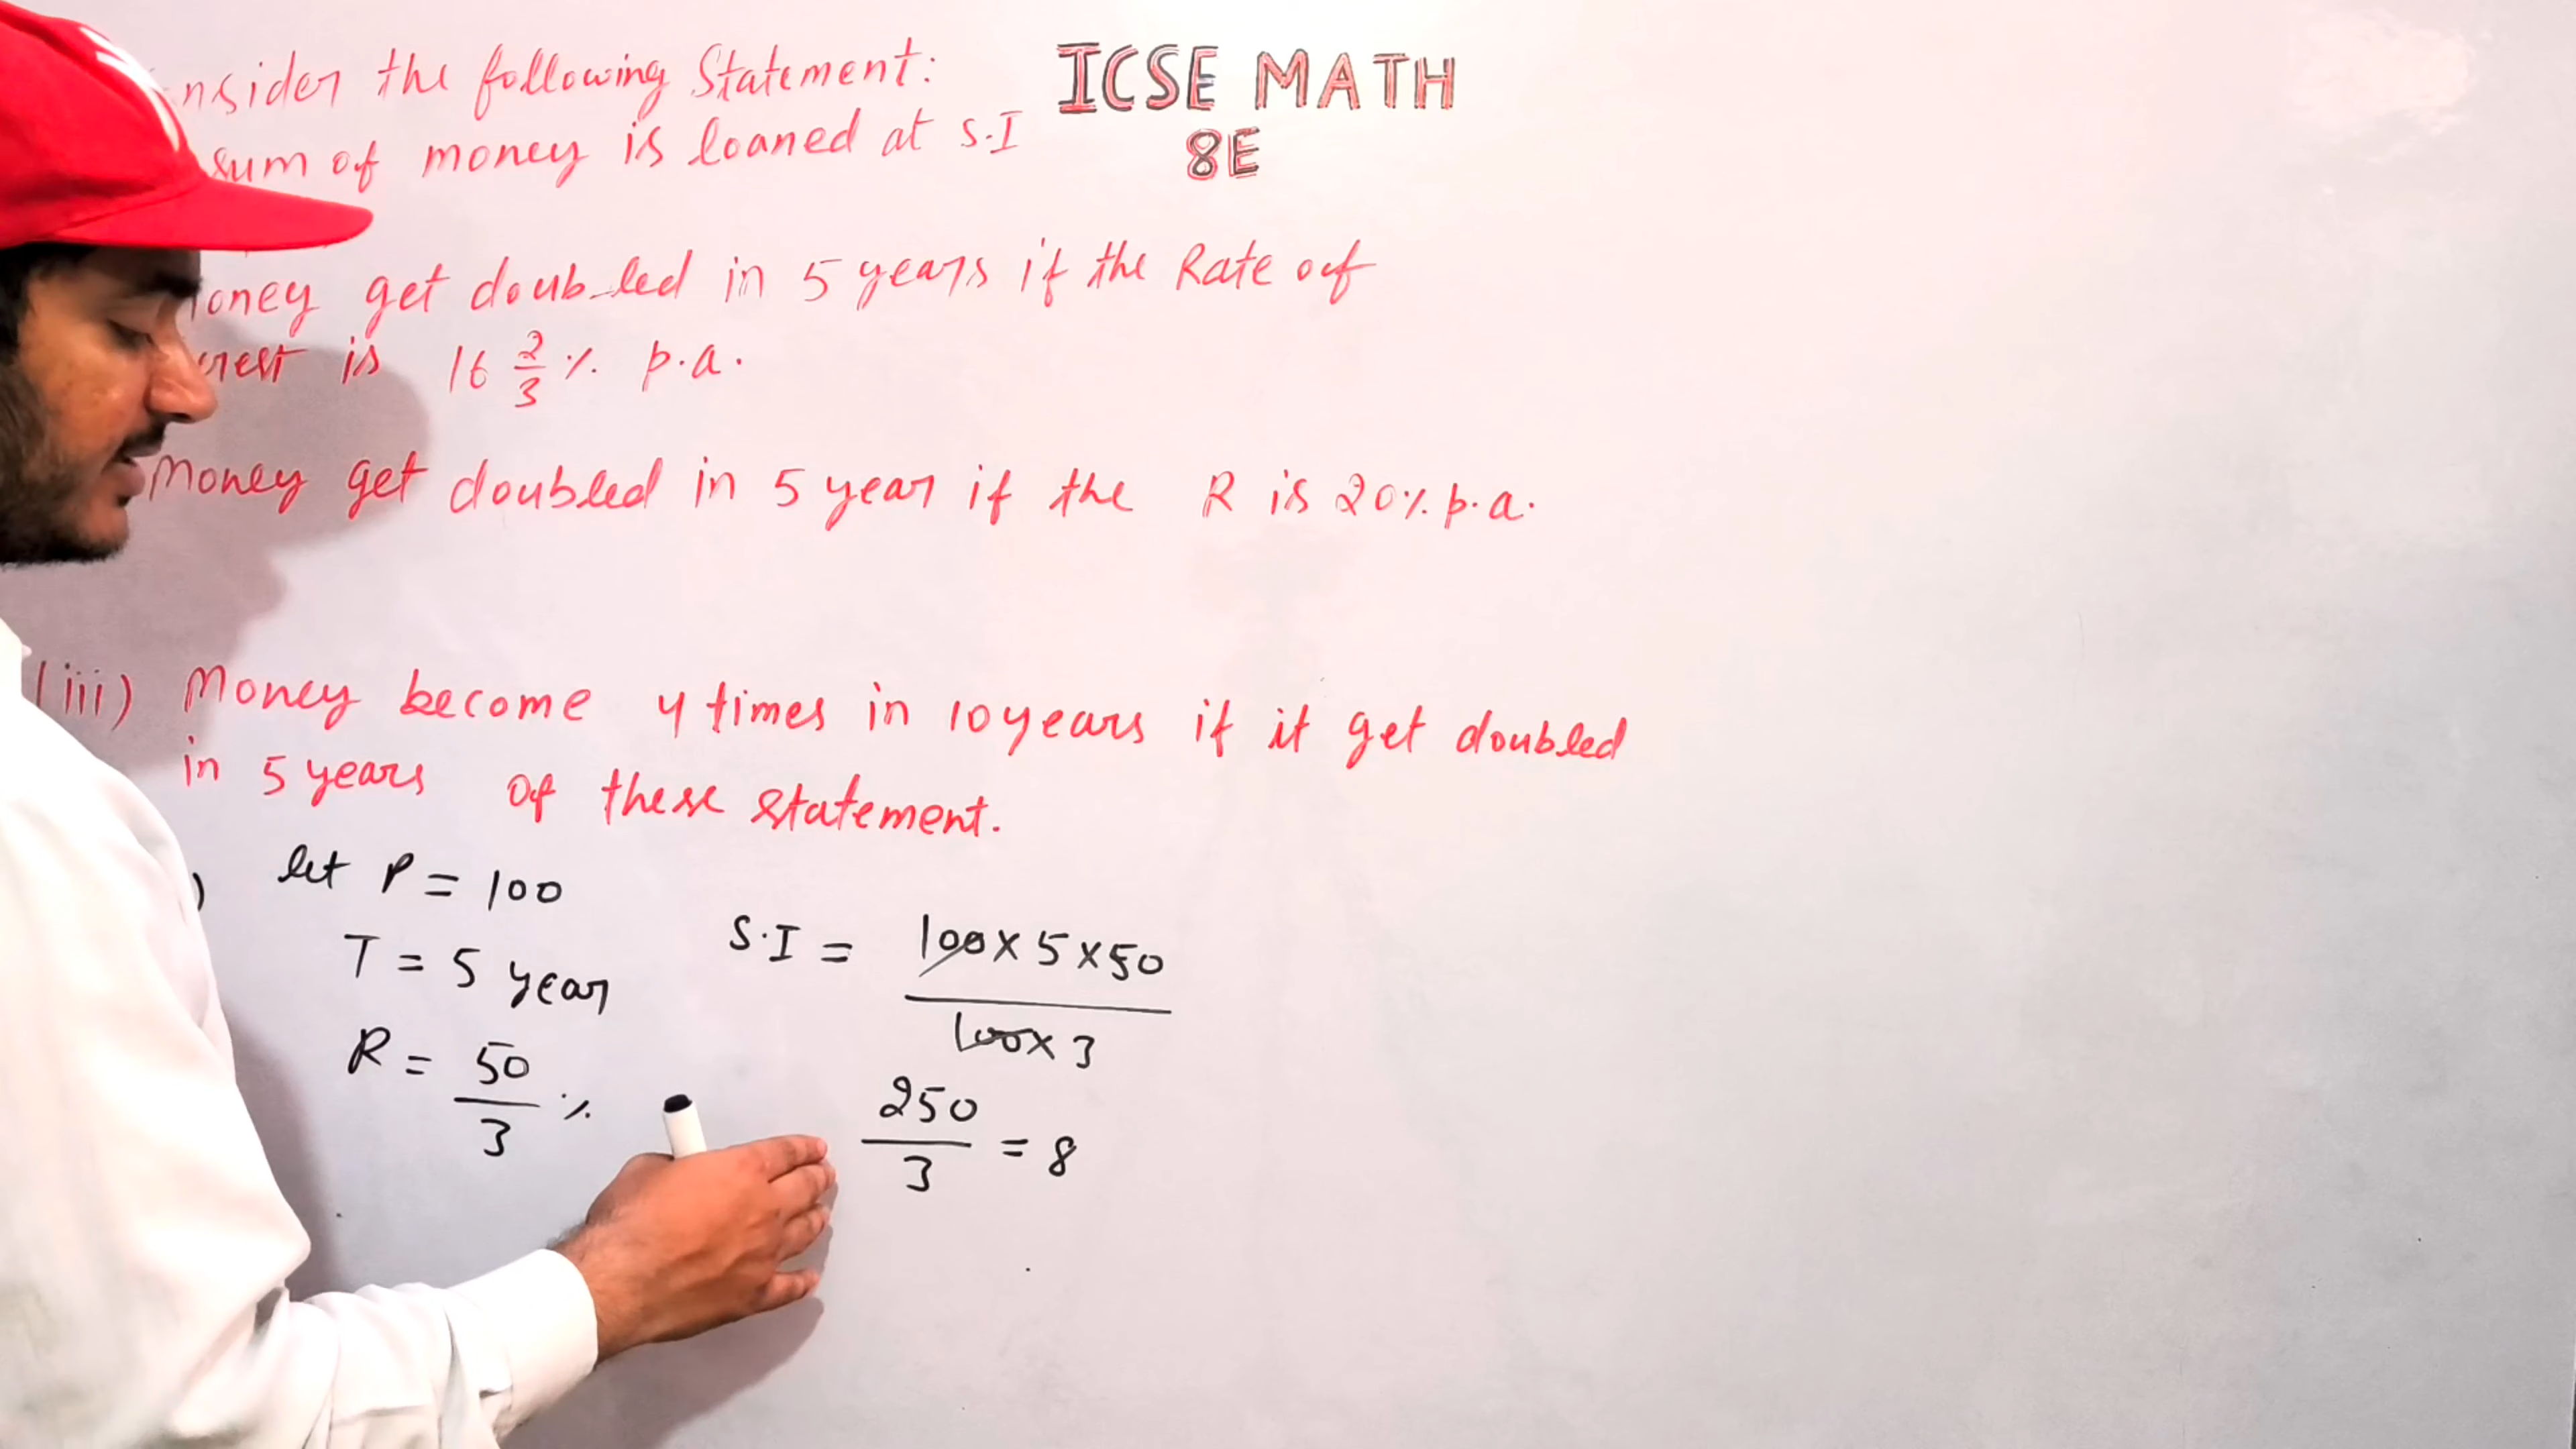 nsider the following Statement:
ICSE MATH
8E
sum of money is loaned at S.I
oney get doubled in 5 years if the Rate of
rest is 16 2/3 % p.a.
Money get doubled in 5 year if the R is 20% p.a.
(iii) Money become 4 times in 10 years if it get doubled
in 5 years of these statement.
) let P = 100
T = 5 year
R = 50/3 %
S.I = 100 x 5 x 50 / 100 x 3
250/3 = 8